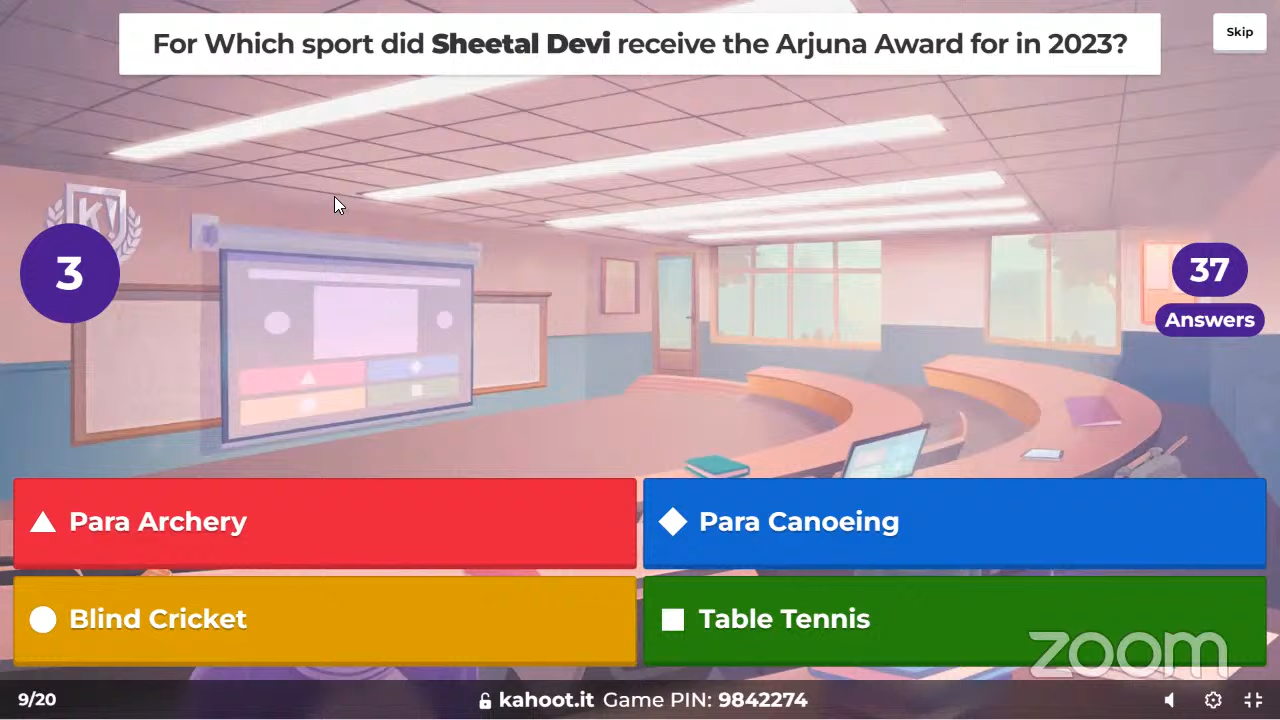 For Which sport did Sheetal Devi receive the Arjuna Award for in 2023?
Skip
K!
3
37
Answers
Para Archery
Para Canoeing
Blind Cricket
Table Tennis
zoom
9/20
kahoot.it Game PIN: 9842274